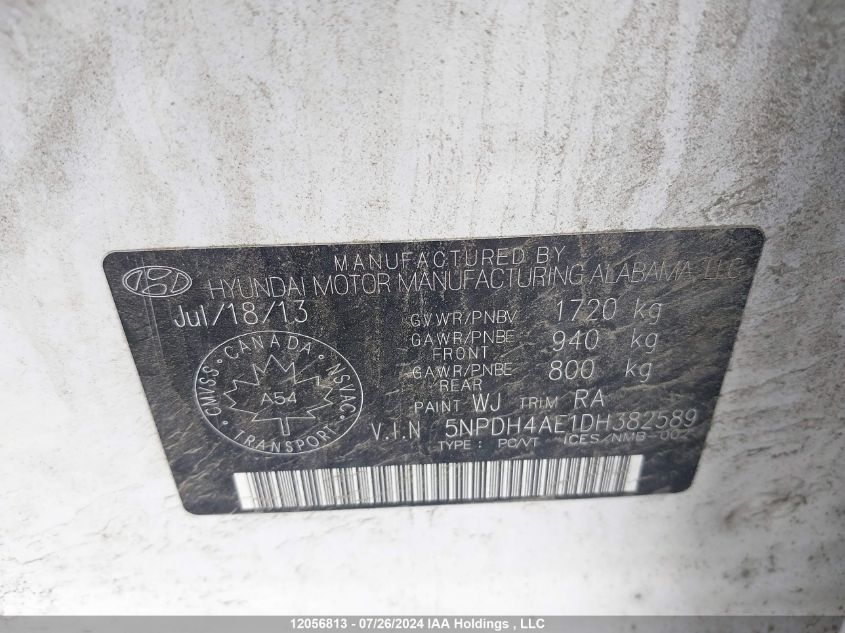 MANUFACTURED BY
HYUNDAI MOTOR MANUFACTURING ALABAMA, LLC
Jul/18/13
GVWR/PNBV 1720 kg
GAWR/PNBE FRONT 940 kg
GAWR/PNBE REAR 800 kg
PAINT WJ TRIM RA
V.I.N 5NPDH4AE1DH382589
TYPE : PC/VT ICES/NMB-002
CANADA
CMVSS NSVAC
A54
TRANSPORT
12056813 - 07/26/2024 IAA Holdings , LLC